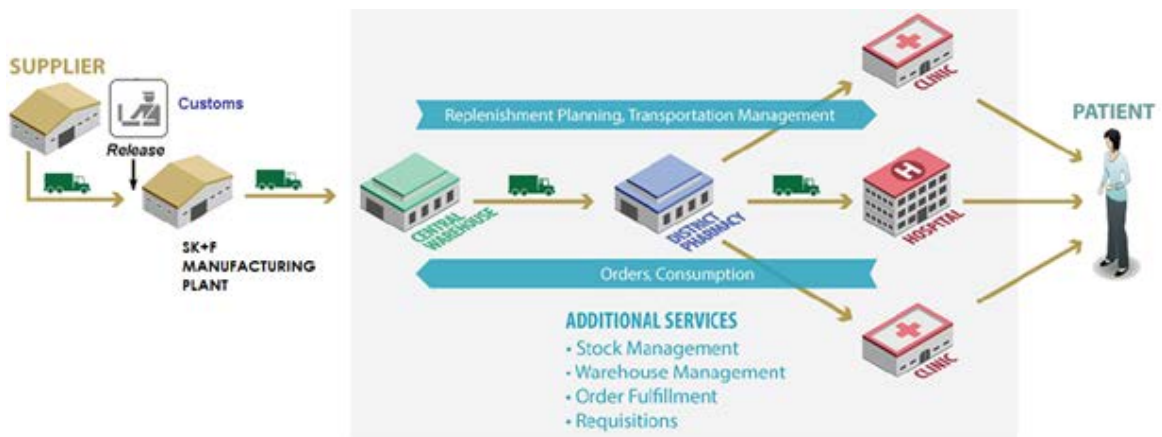 SUPPLIER
Customs
Release
SK+F
MANUFACTURING
PLANT
Replenishment Planning, Transportation Management
CENTRAL
WAREHOUSE
DISTRICT
PHARMACY
CLINIC
H
HOSPITAL
CLINIC
PATIENT
Orders, Consumption
ADDITIONAL SERVICES
• Stock Management
• Warehouse Management
• Order Fulfillment
• Requisitions